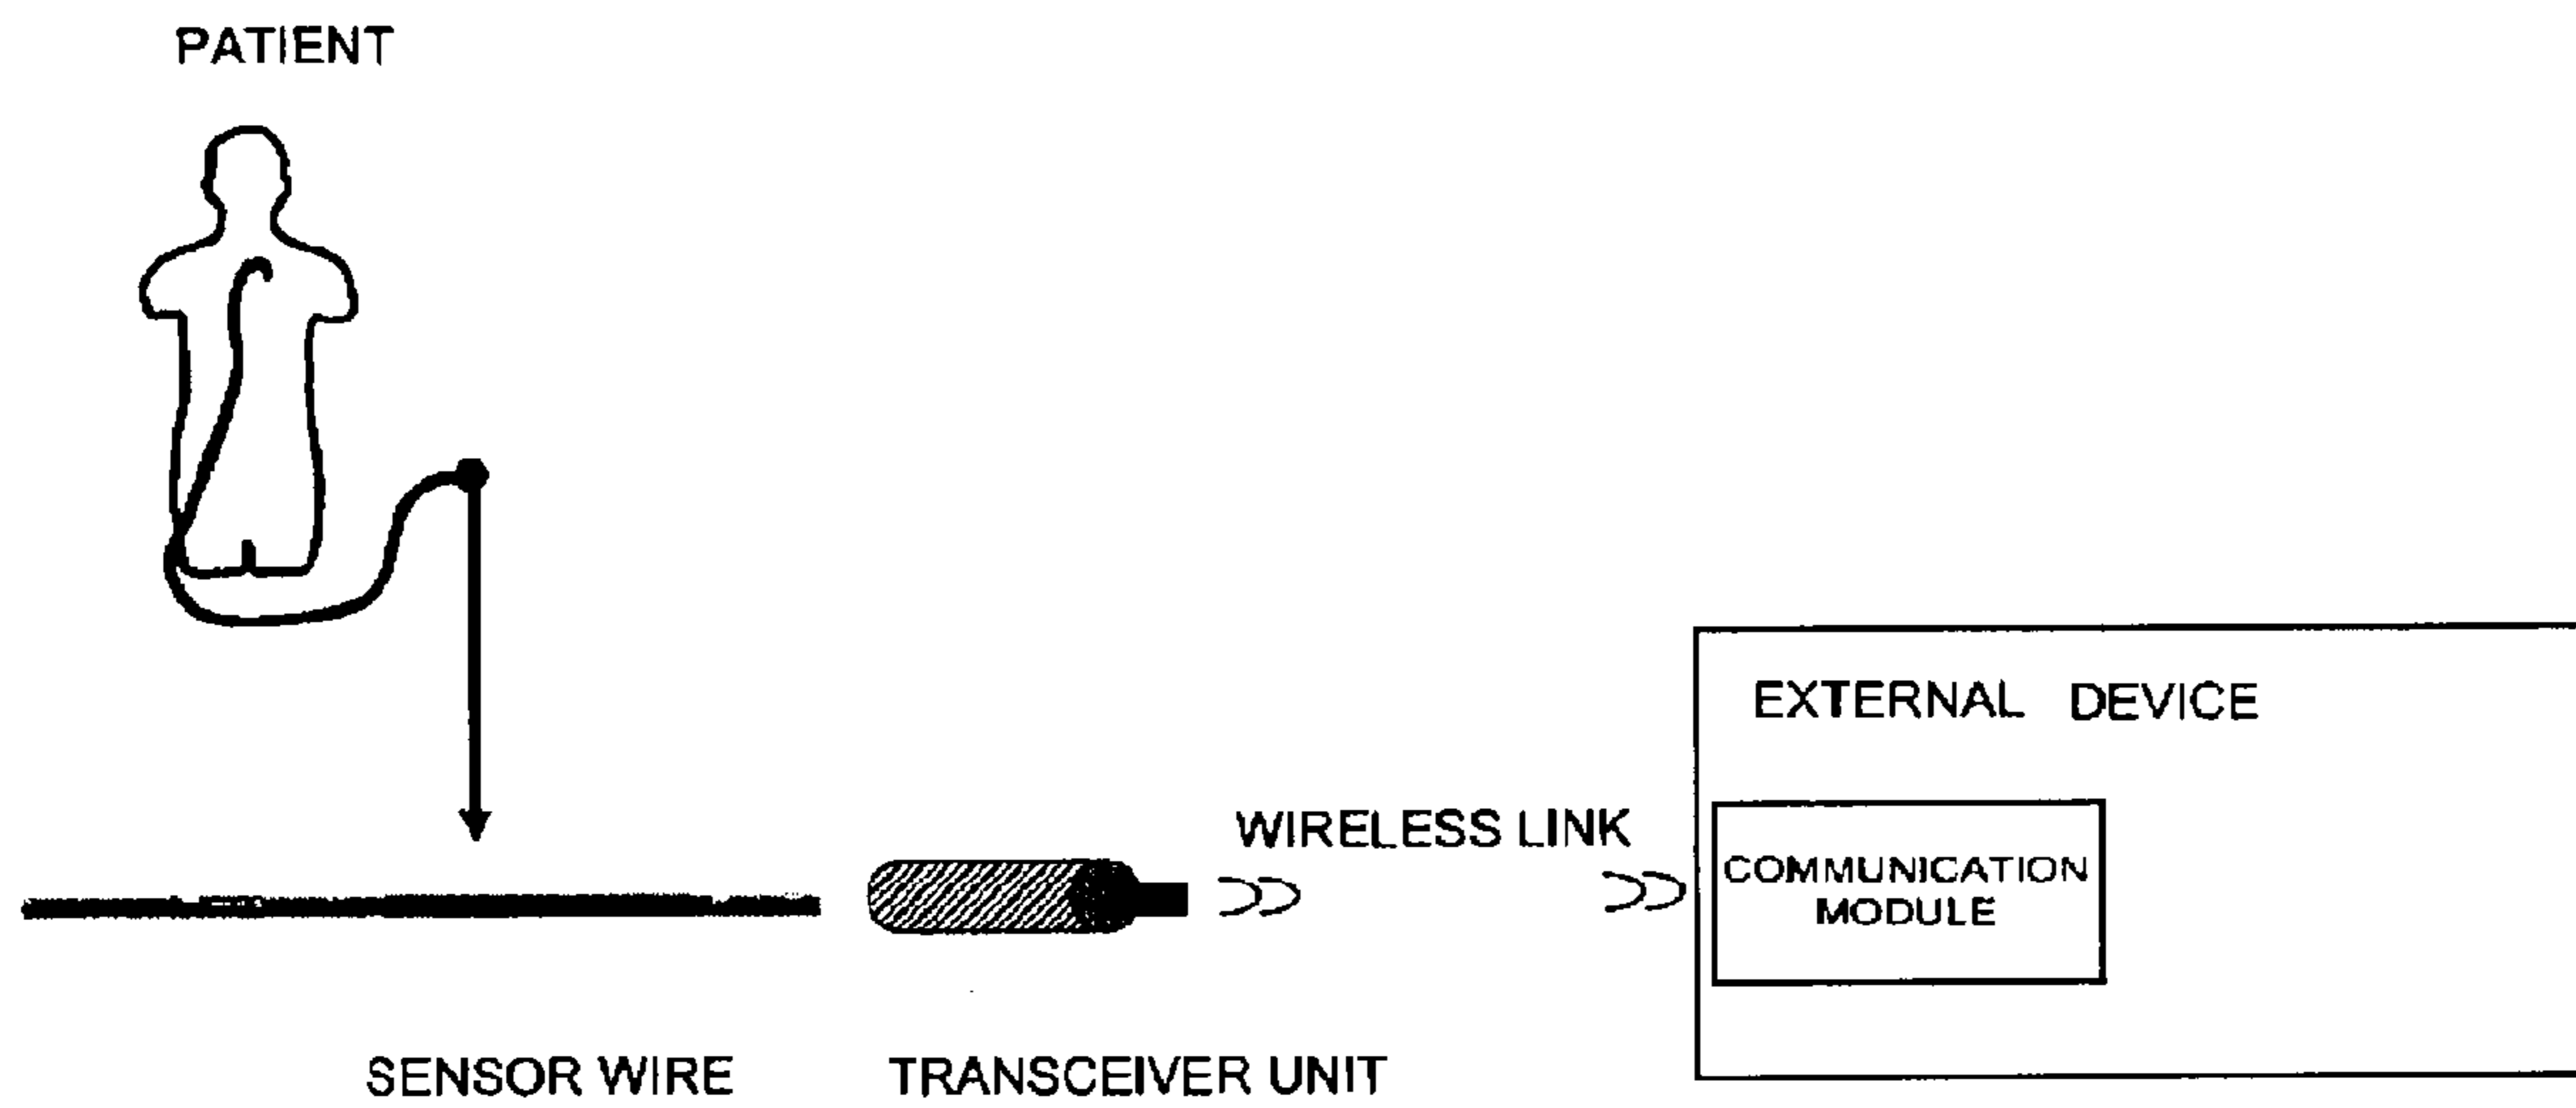 PATIENT
EXTERNAL DEVICE
WIRELESS LINK
COMMUNICATION
MODULE
SENSOR WIRE
TRANSCEIVER UNIT